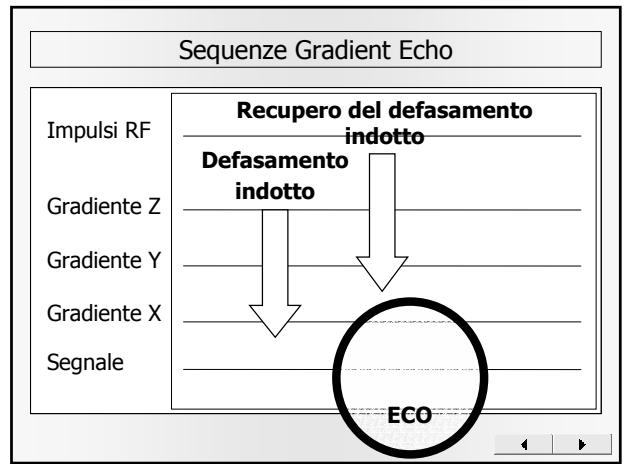 Sequenze Gradient Echo
Recupero del defasamento
indotto
Impulsi RF
Defasamento
indotto
Gradiente Z
Gradiente Y
Gradiente X
Segnale
ECO